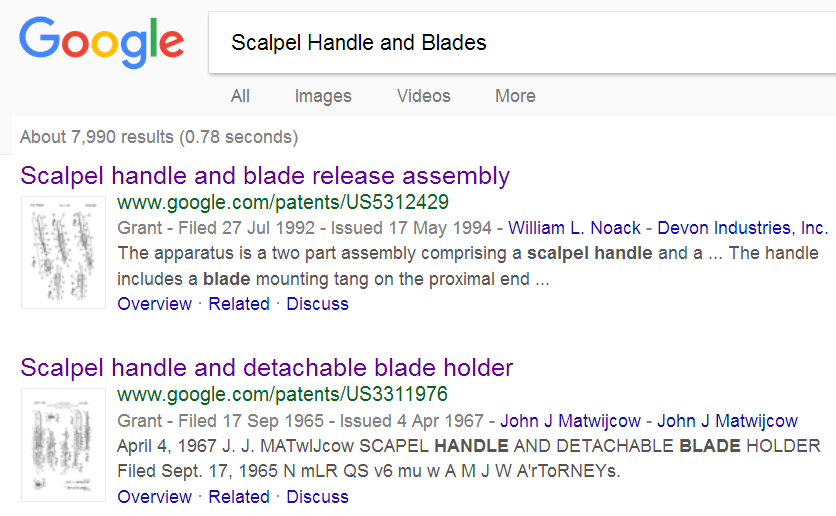 Google
Scalpel Handle and Blades
All Images Videos More
About 7,990 results (0.78 seconds)
Scalpel handle and blade release assembly
www.google.com/patents/US5312429
Grant - Filed 27 Jul 1992 - Issued 17 May 1994 - William L. Noack - Devon Industries, Inc.
The apparatus is a two part assembly comprising a scalpel handle and a ... The handle
includes a blade mounting tang on the proximal end ...
Overview · Related · Discuss
Scalpel handle and detachable blade holder
www.google.com/patents/US3311976
Grant - Filed 17 Sep 1965 - Issued 4 Apr 1967 - John J Matwijcow - John J Matwijcow
April 4, 1967 J. J. MATwlJcow SCAPEL HANDLE AND DETACHABLE BLADE HOLDER
Filed Sept. 17, 1965 N mLR QS v6 mu w A M J W A'rToRNEYs.
Overview · Related · Discuss